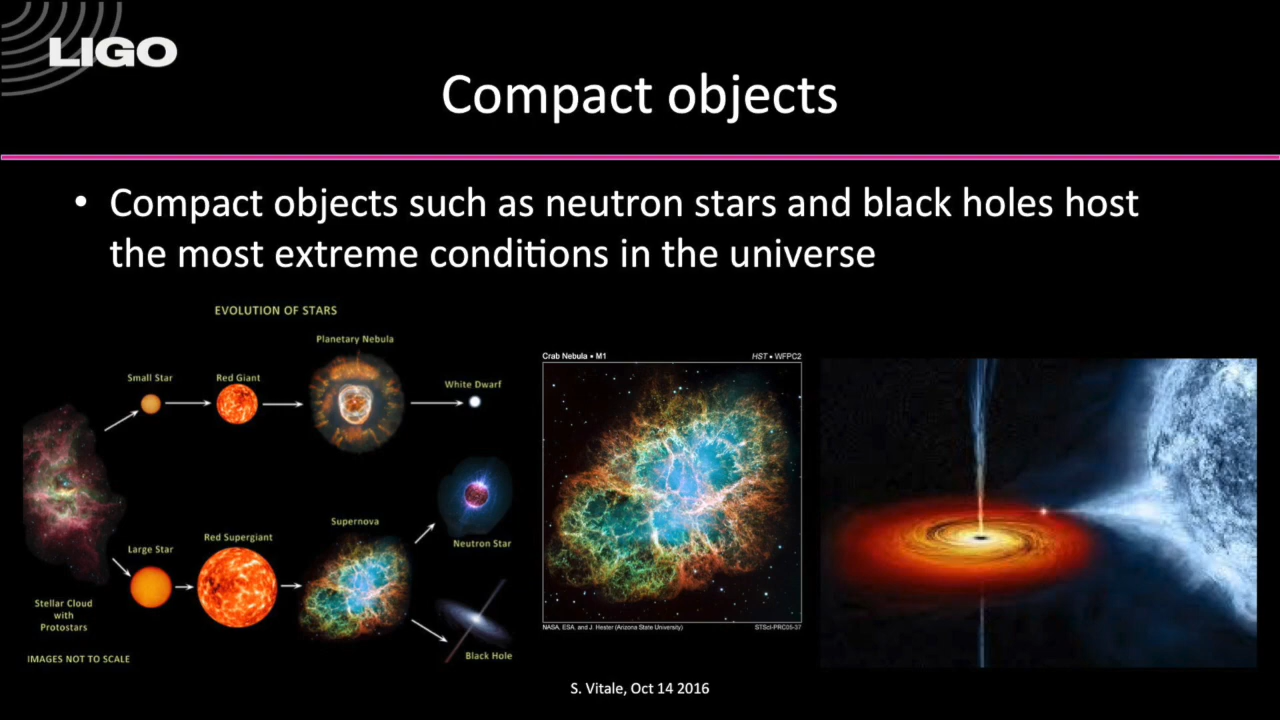 LIGO
Compact objects
• Compact objects such as neutron stars and black holes host
the most extreme conditions in the universe
EVOLUTION OF STARS
Planetary Nebula
Small Star
Red Giant
White Dwarf
Supernova
Red Supergiant
Large Star
Neutron Star
Stellar Cloud
with
Protostars
Black Hole
IMAGES NOT TO SCALE
Crab Nebula • M1
HST • WFPC2
NASA, ESA, and J. Hester (Arizona State University)
STScI-PRC05-37
S. Vitale, Oct 14 2016